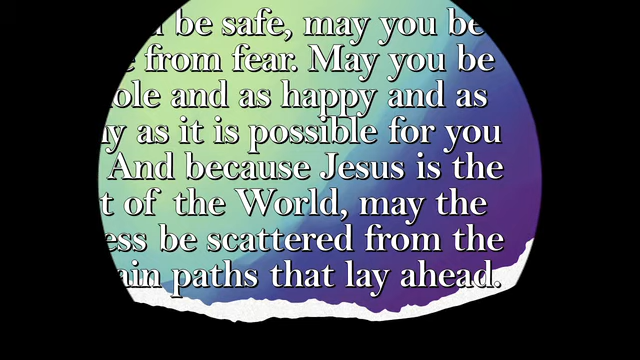 be safe, may you be
from fear. May you be
and as happy and as
as it is possible for you
And because Jesus is the
of the World, may the
be scattered from the
paths that lay ahead.